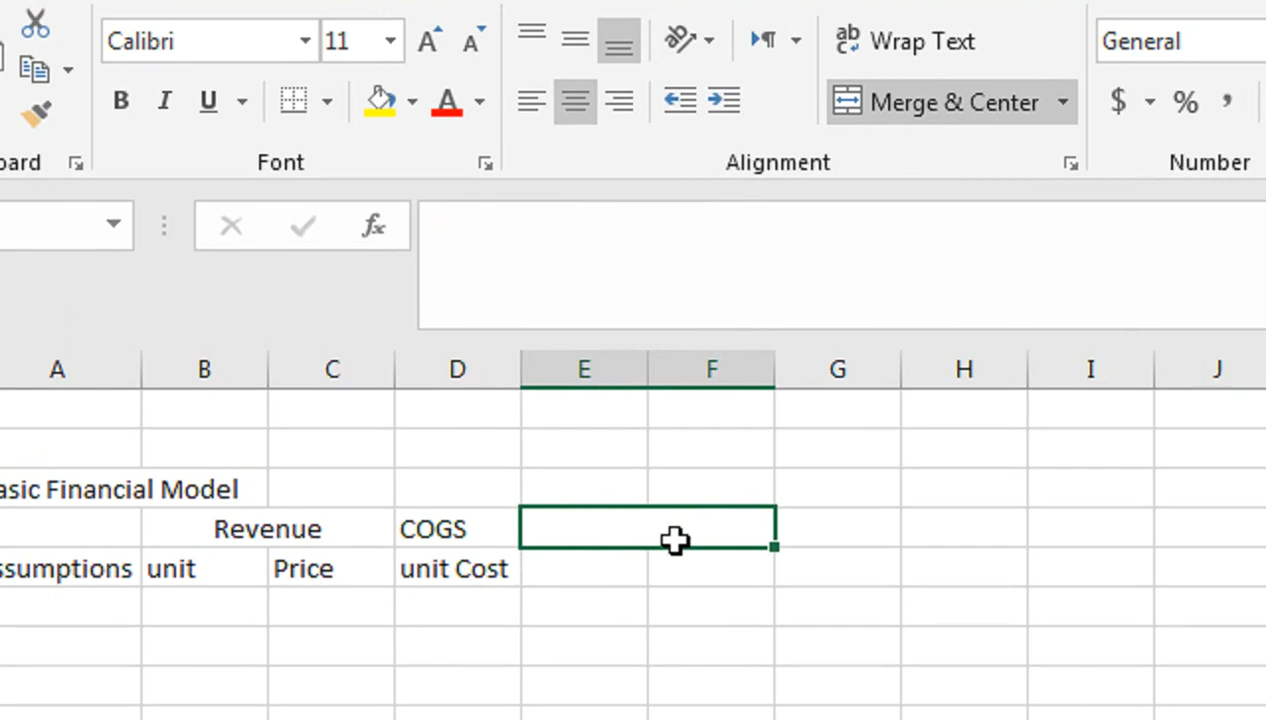 Calibri 11 A A ab Wrap Text General
B I U A c Merge & Center $ % ,
oard Font Alignment Number
fx
A B C D E F G H I J
asic Financial Model
Revenue COGS
ssumptions unit Price unit Cost